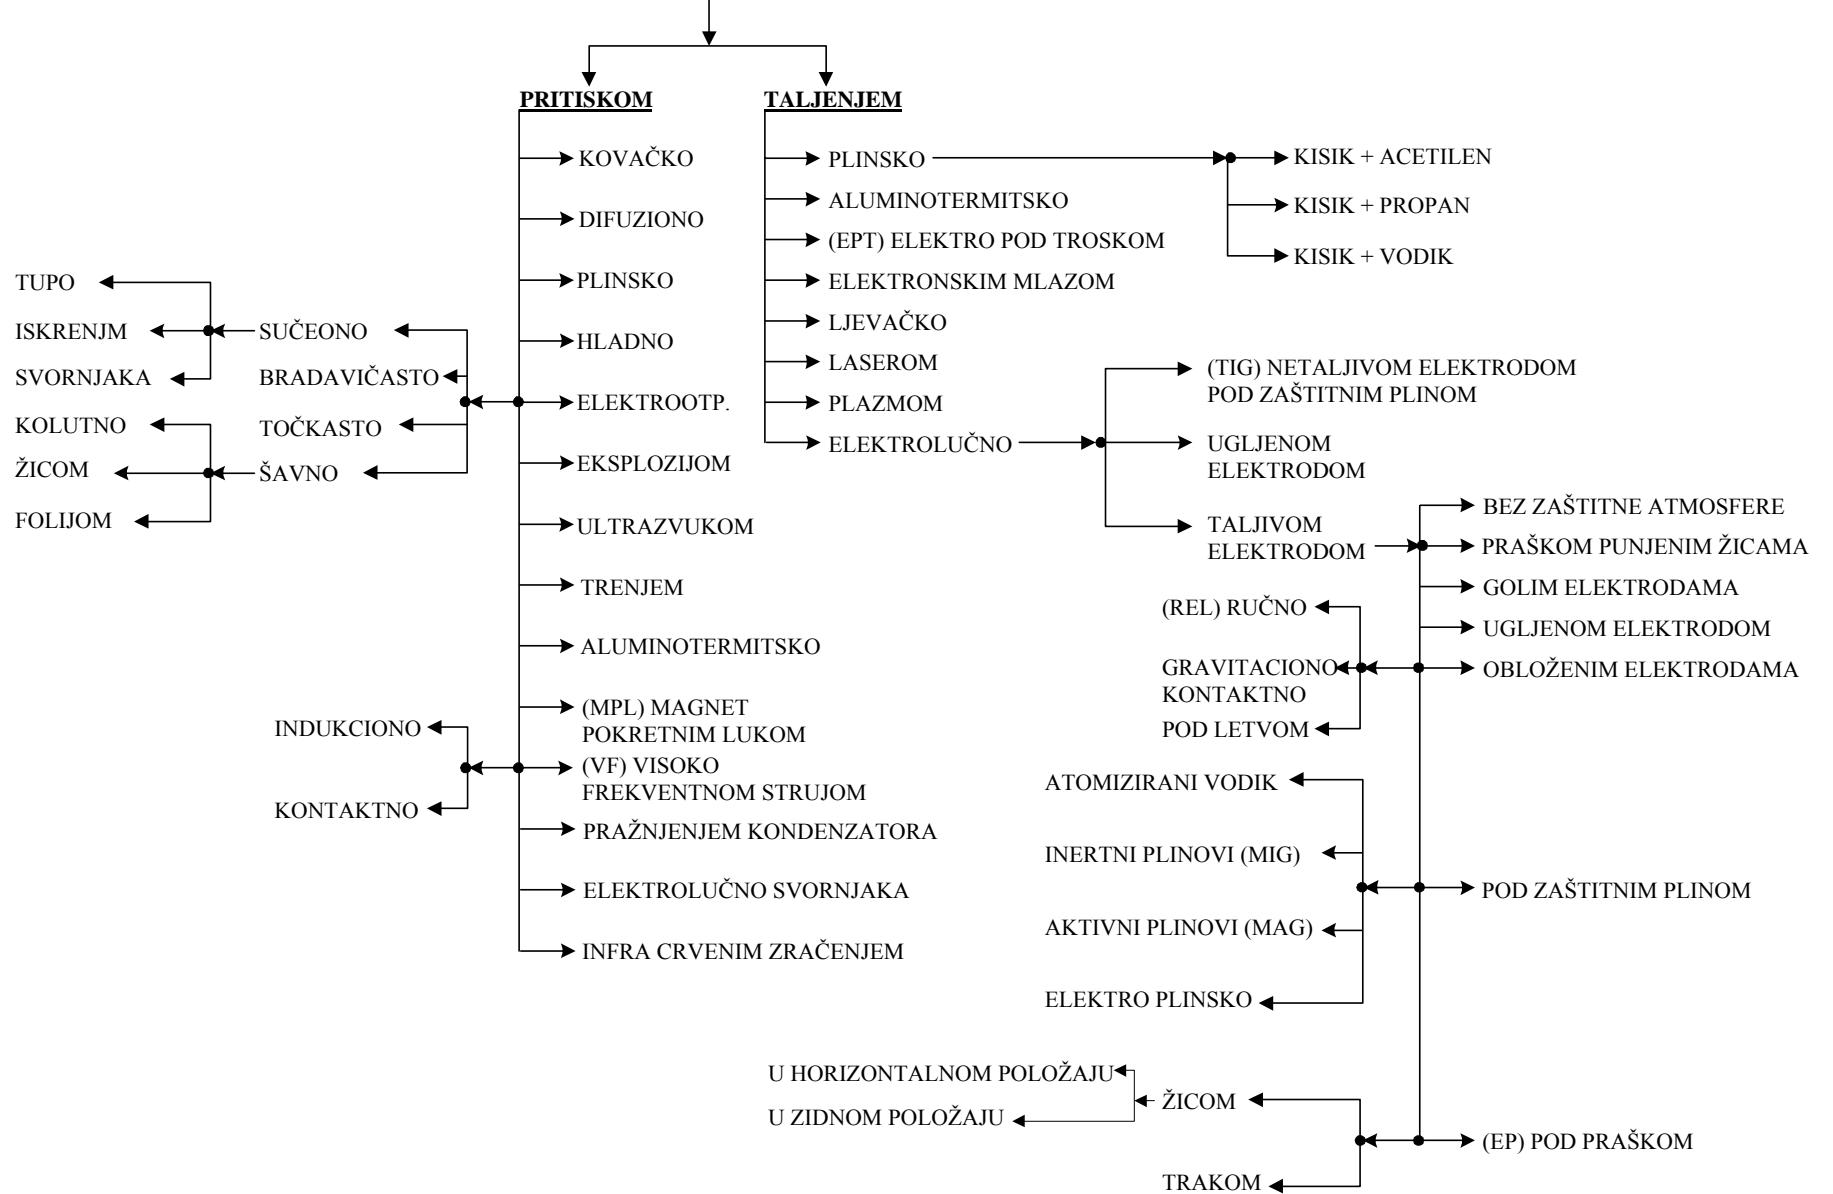 PRITISKOM
TALJENJEM
KOVAČKO
DIFUZIONO
PLINSKO
HLADNO
ELEKTROOTP.
EKSPLOZIJOM
ULTRAZVUKOM
TRENJEM
ALUMINOTERMITSKO
(MPL) MAGNET
POKRETNIM LUKOM
(VF) VISOKO
FREKVENTNOM STRUJOM
PRAŽNJENJEM KONDENZATORA
ELEKTROLUČNO SVORNJAKA
INFRA CRVENIM ZRAČENJEM
SUČEONO
BRADAVIČASTO
TOČKASTO
ŠAVNO
TUPO
ISKRENJM
SVORNJAKA
KOLUTNO
ŽICOM
FOLIJOM
INDUKCIONO
KONTAKTNO
PLINSKO
ALUMINOTERMITSKO
(EPT) ELEKTRO POD TROSKOM
ELEKTRONSKIM MLAZOM
LJEVAČKO
LASEROM
PLAZMOM
ELEKTROLUČNO
KISIK + ACETILEN
KISIK + PROPAN
KISIK + VODIK
(TIG) NETALJIVOM ELEKTRODOM
POD ZAŠTITNIM PLINOM
UGLJENOM
ELEKTRODOM
TALJIVOM
ELEKTRODOM
BEZ ZAŠTITNE ATMOSFERE
PRAŠKOM PUNJENIM ŽICAMA
GOLIM ELEKTRODAMA
UGLJENOM ELEKTRODOM
OBLOŽENIM ELEKTRODAMA
(REL) RUČNO
GRAVITACIONO
KONTAKTNO
POD LETVOM
POD ZAŠTITNIM PLINOM
ATOMIZIRANI VODIK
INERTNI PLINOVI (MIG)
AKTIVNI PLINOVI (MAG)
ELEKTRO PLINSKO
(EP) POD PRAŠKOM
ŽICOM
TRAKOM
U HORIZONTALNOM POLOŽAJU
U ZIDNOM POLOŽAJU